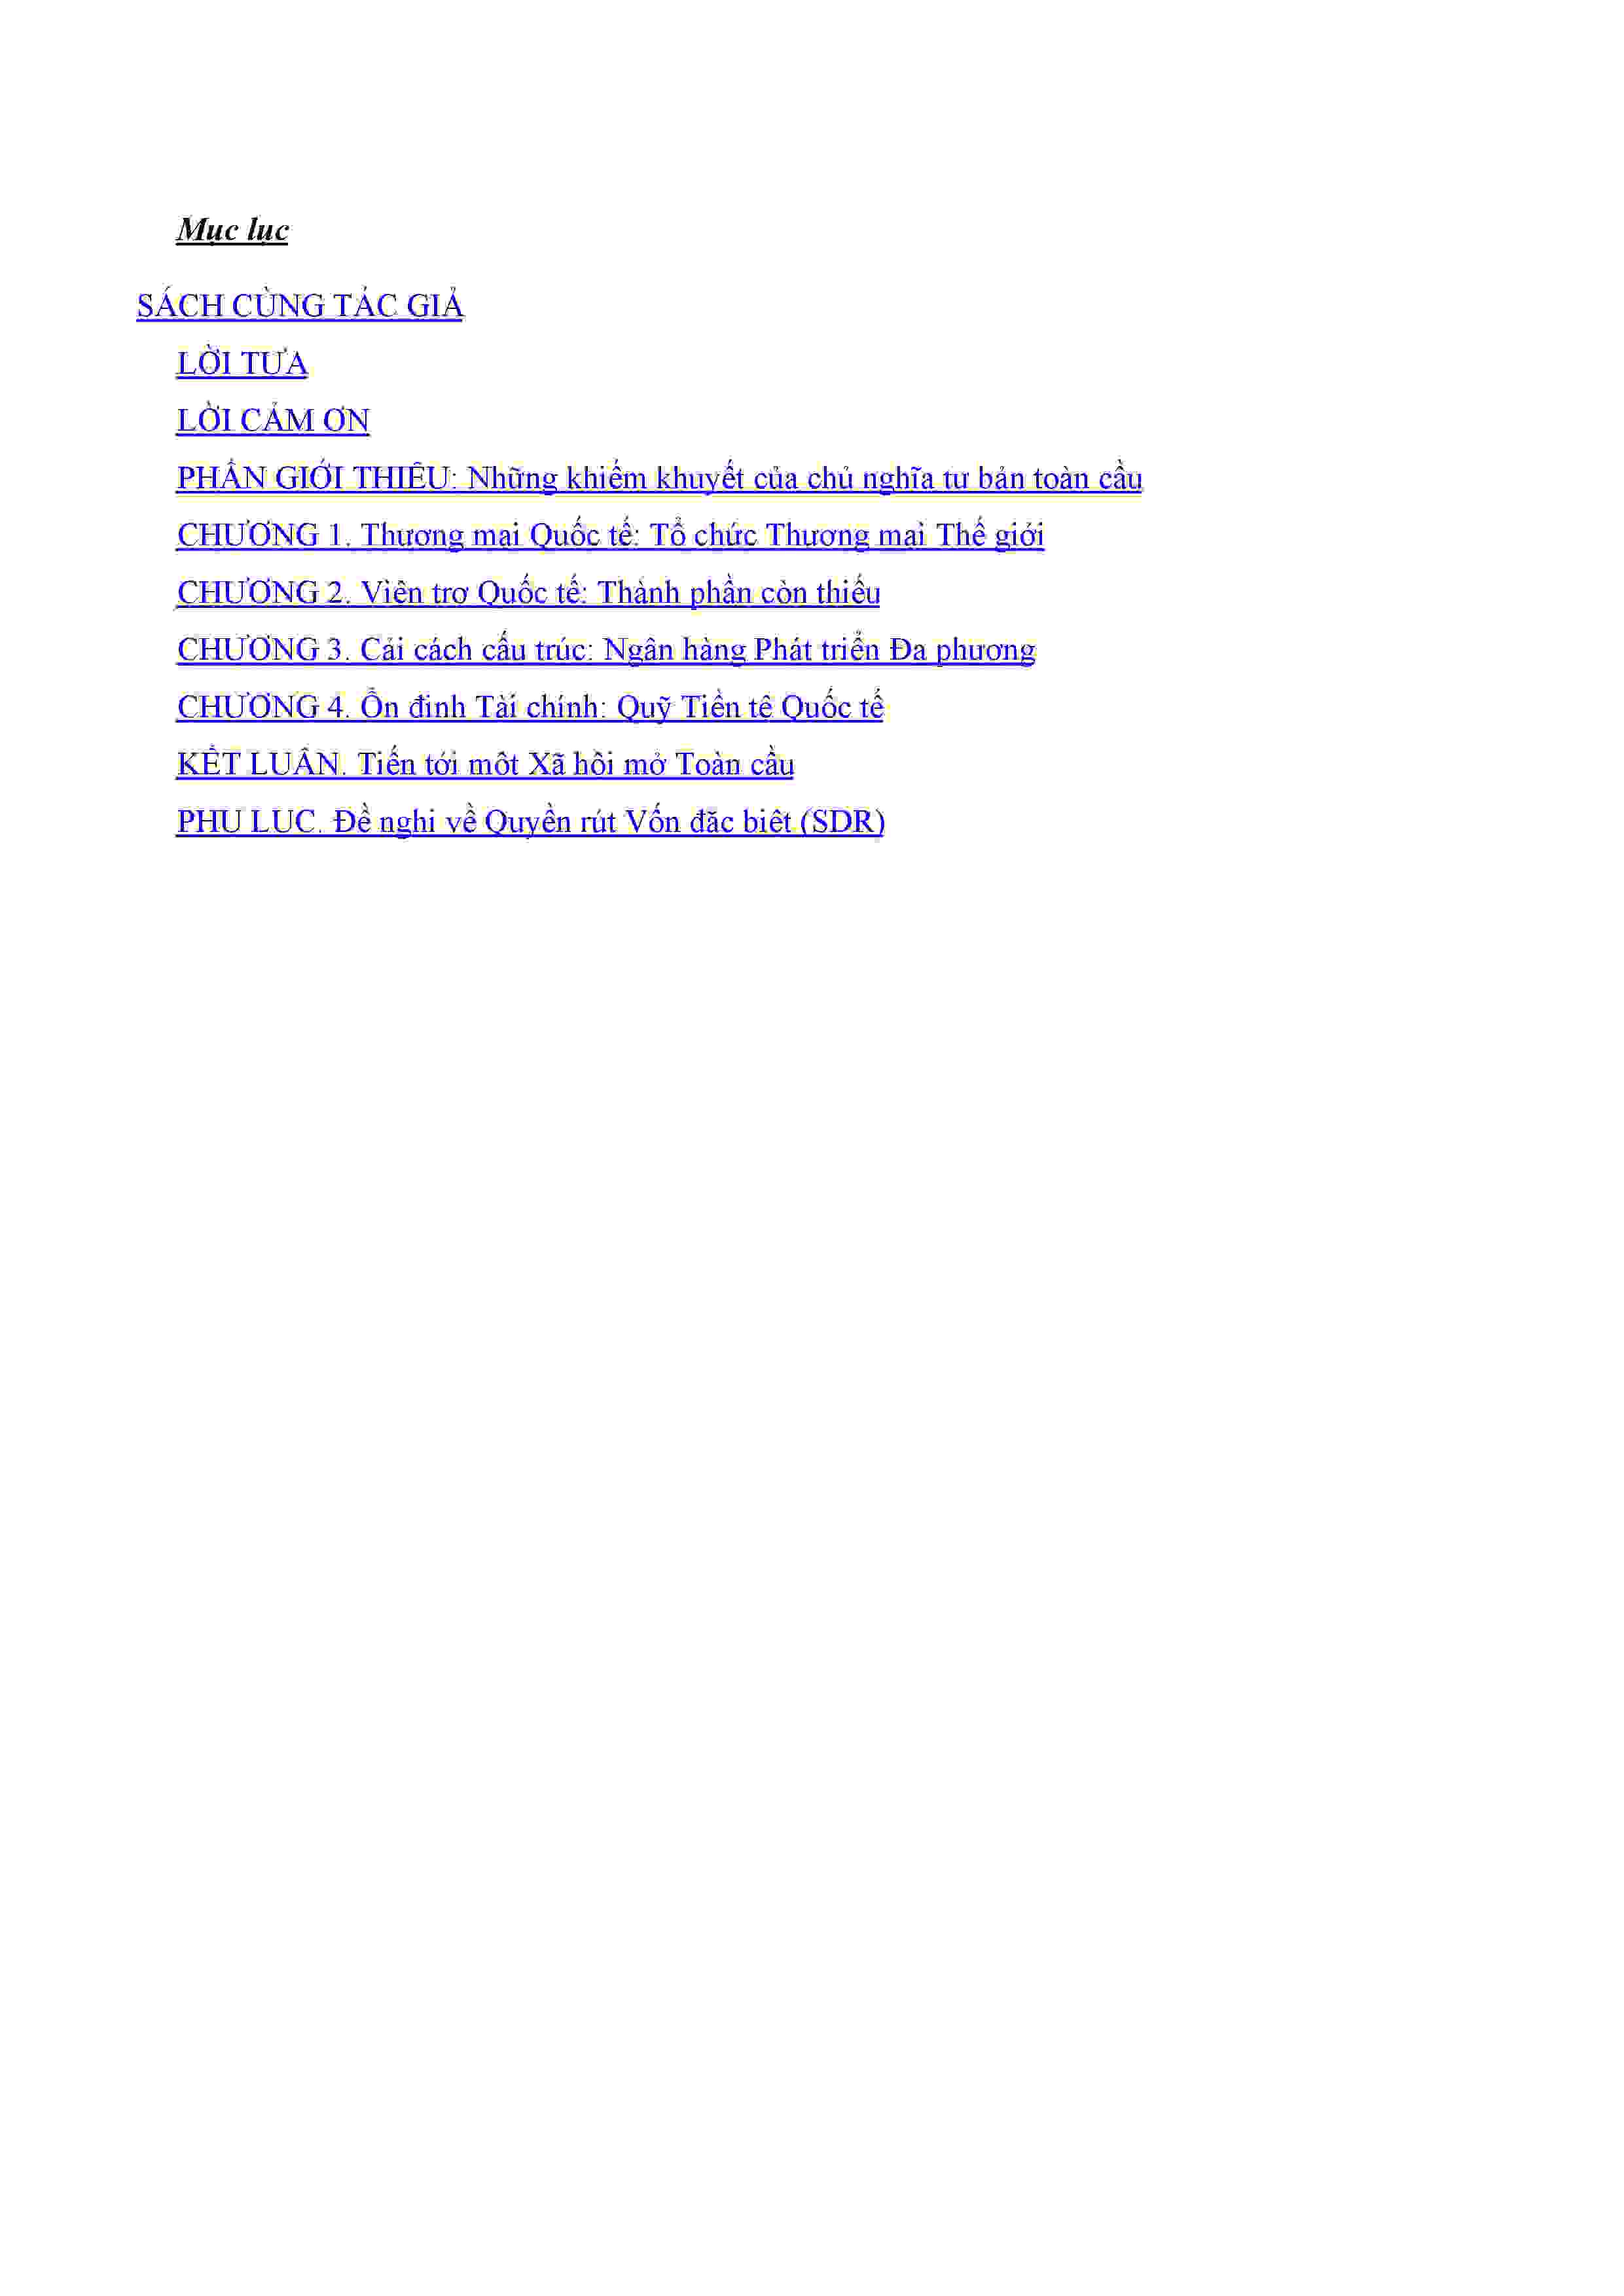 Mục lục
SÁCH CÙNG TÁC GIẢ
LỜI TỰA
LỜI CẢM ƠN
PHẦN GIỚI THIỆU: Những khiếm khuyết của chủ nghĩa tư bản toàn cầu
CHƯƠNG 1. Thương mại Quốc tế: Tổ chức Thương mại Thế giới
CHƯƠNG 2. Viện trợ Quốc tế: Thành phần còn thiếu
CHƯƠNG 3. Cải cách cấu trúc: Ngân hàng Phát triển Đa phương
CHƯƠNG 4. Ổn định Tài chính: Quỹ Tiền tệ Quốc tế
KẾT LUẬN. Tiến tới một Xã hội mở Toàn cầu
PHỤ LỤC. Đề nghị về Quyền rút Vốn đặc biệt (SDR)